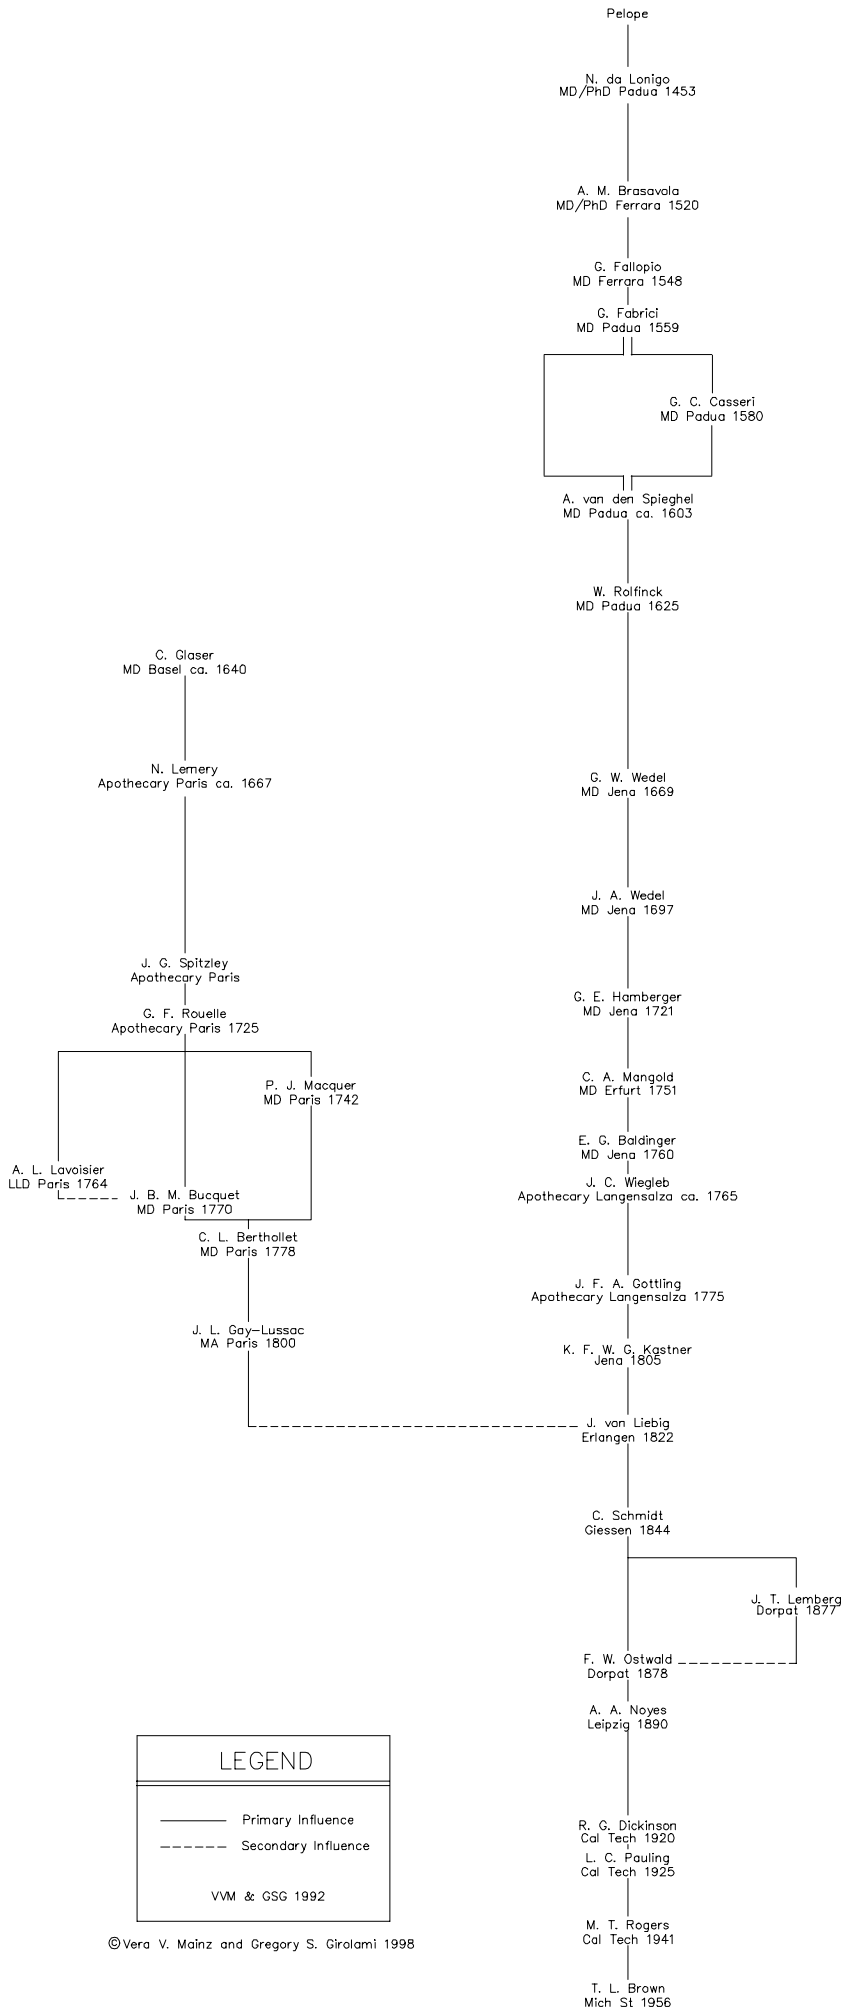 Pelope
N. da Lonigo
MD/PhD Padua 1453
A. M. Brasavola
MD/PhD Ferrara 1520
G. Fallopio
MD Ferrara 1548
G. Fabrici
MD Padua 1559
G. C. Casseri
MD Padua 1580
A. van den Spieghel
MD Padua ca. 1603
W. Rolfinck
MD Padua 1625
C. Glaser
MD Basel ca. 1640
N. Lemery
Apothecary Paris ca. 1667
G. W. Wedel
MD Jena 1669
J. A. Wedel
MD Jena 1697
J. G. Spitzley
Apothecary Paris
G. F. Rouelle
Apothecary Paris 1725
G. E. Hamberger
MD Jena 1721
P. J. Macquer
MD Paris 1742
C. A. Mangold
MD Erfurt 1751
E. G. Baldinger
MD Jena 1760
A. L. Lavoisier
LLD Paris 1764
J. B. M. Bucquet
MD Paris 1770
J. C. Wiegleb
Apothecary Langensalza ca. 1765
C. L. Berthollet
MD Paris 1778
J. F. A. Gottling
Apothecary Langensalza 1775
J. L. Gay-Lussac
MA Paris 1800
K. F. W. G. Kastner
Jena 1805
J. von Liebig
Erlangen 1822
C. Schmidt
Giessen 1844
J. T. Lemberg
Dorpat 1877
F. W. Ostwald
Dorpat 1878
A. A. Noyes
Leipzig 1890
R. G. Dickinson
Cal Tech 1920
L. C. Pauling
Cal Tech 1925
M. T. Rogers
Cal Tech 1941
T. L. Brown
Mich St 1956
LEGEND
Primary Influence
Secondary Influence
VVM & GSG 1992
©Vera V. Mainz and Gregory S. Girolami 1998